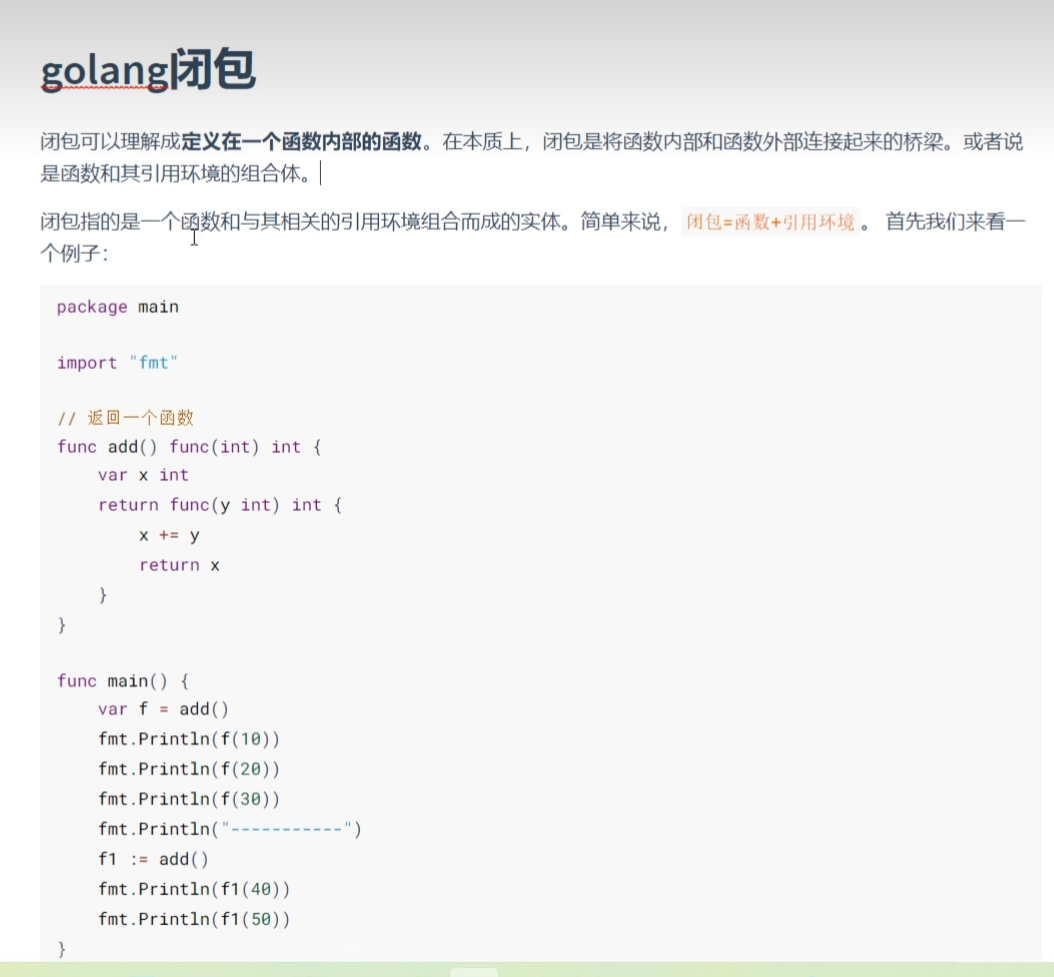 golang闭包
闭包可以理解成定义在一个函数内部的函数。在本质上，闭包是将函数内部和函数外部连接起来的桥梁。或者说
是函数和其引用环境的组合体。
闭包指的是一个函数和与其相关的引用环境组合而成的实体。简单来说，闭包=函数+引用环境。 首先我们来看一
个例子：
package main
import "fmt"
// 返回一个函数
func add() func(int) int {
    var x int
    return func(y int) int {
        x += y
        return x
    }
}
func main() {
    var f = add()
    fmt.Println(f(10))
    fmt.Println(f(20))
    fmt.Println(f(30))
    fmt.Println("-----------")
    f1 := add()
    fmt.Println(f1(40))
    fmt.Println(f1(50))
}